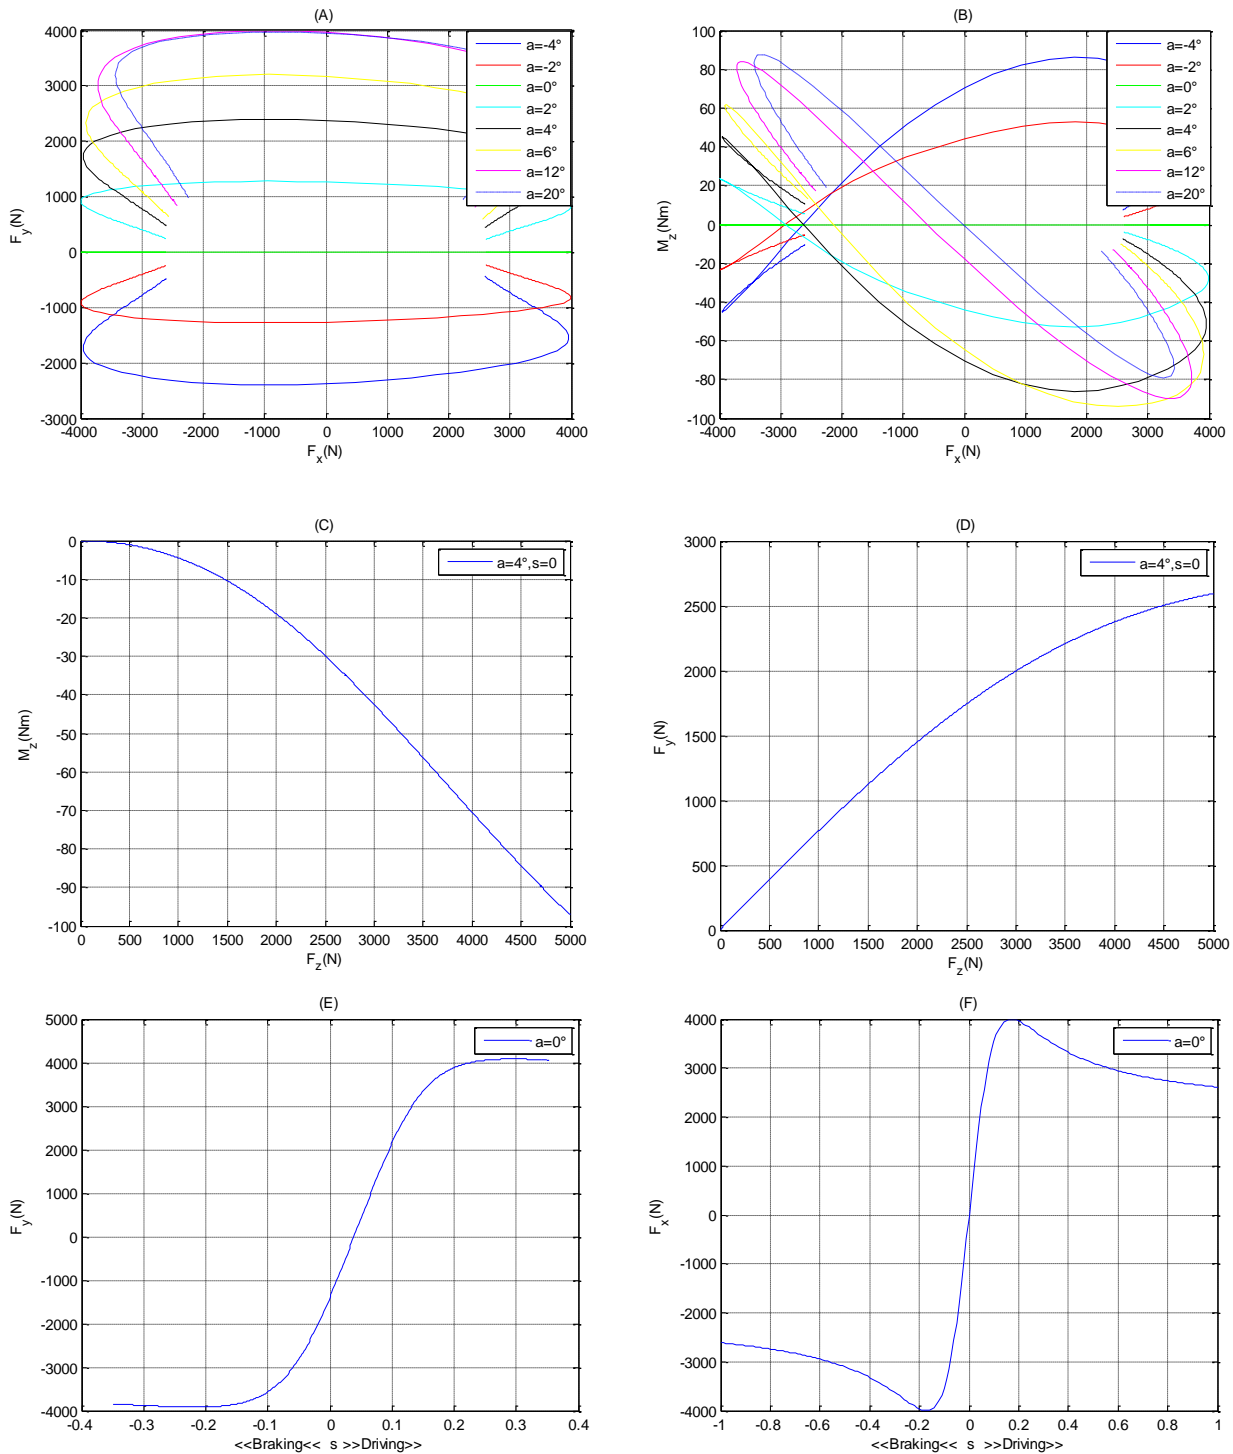 (A)
4000
3000
2000
1000
0
-1000
-2000
-3000
F_y(N)
-4000 -3000 -2000 -1000 0 1000 2000 3000 4000
F_x(N)
a=-4°
a=-2°
a=0°
a=2°
a=4°
a=6°
a=12°
a=20°
(B)
100
80
60
40
20
0
-20
-40
-60
-80
-100
M_z(Nm)
-4000 -3000 -2000 -1000 0 1000 2000 3000 4000
F_x(N)
a=-4°
a=-2°
a=0°
a=2°
a=4°
a=6°
a=12°
a=20°
(C)
0
-10
-20
-30
-40
-50
-60
-70
-80
-90
-100
M_z(Nm)
0 500 1000 1500 2000 2500 3000 3500 4000 4500 5000
F_z(N)
a=4°,s=0
(D)
3000
2500
2000
1500
1000
500
0
F_y(N)
0 500 1000 1500 2000 2500 3000 3500 4000 4500 5000
F_z(N)
a=4°,s=0
(E)
5000
4000
3000
2000
1000
0
-1000
-2000
-3000
-4000
F_y(N)
-0.4 -0.3 -0.2 -0.1 0 0.1 0.2 0.3 0.4
<<Braking<< s >>Driving>>
a=0°
(F)
4000
3000
2000
1000
0
-1000
-2000
-3000
-4000
F_x(N)
-1 -0.8 -0.6 -0.4 -0.2 0 0.2 0.4 0.6 0.8 1
<<Braking<< s >>Driving>>
a=0°